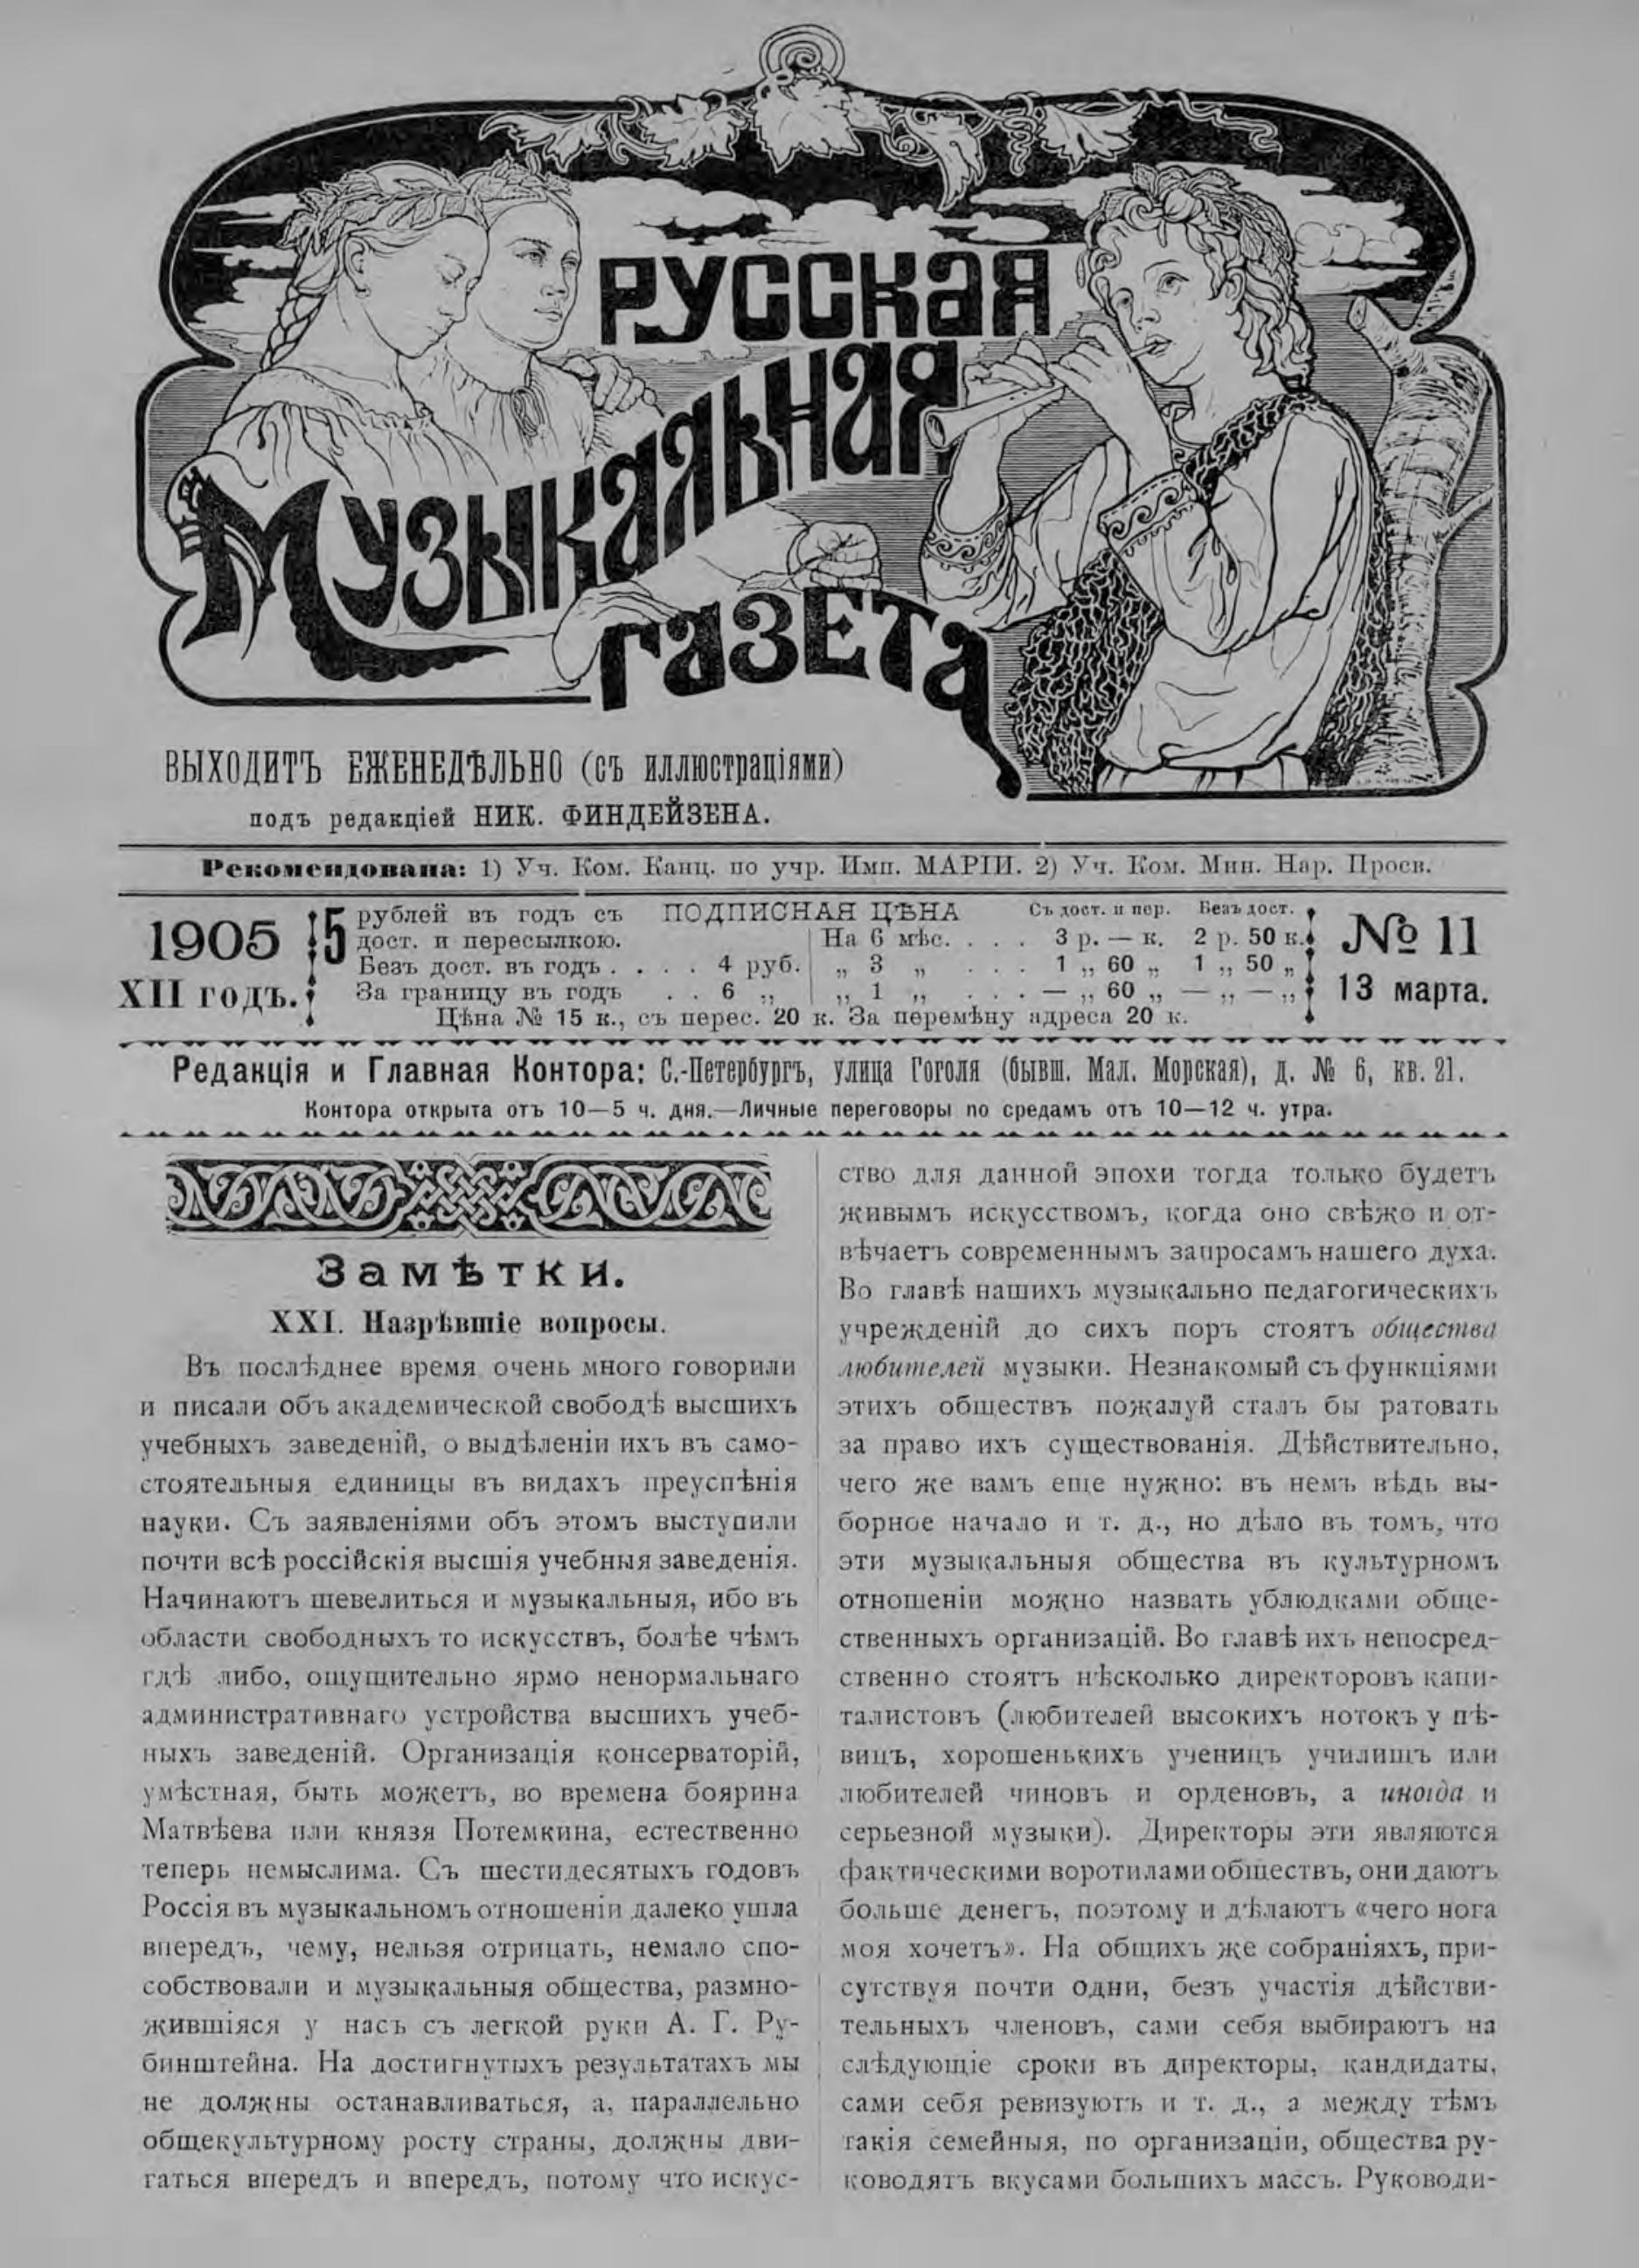 РУССКАЯ
МУЗЫКАЛЬНАЯ
ГАЗЕТА
ВЫХОДИТЪ ЕЖЕНЕДѢЛЬНО (съ иллюстраціями)
подъ редакціей НИК. ФИНДЕЙЗЕНА.
Рекомендована: 1) Уч. Ком. Канц. по учр. Имп. МАРІИ. 2) Уч. Ком. Мин. Нар. Просв.
1905
XII годъ.
5 рублей въ годъ съ
дост. и пересылкою.
Безъ дост. въ годъ . . . . 4 руб.
За границу въ годъ . . 6 „
ПОДПИСНАЯ ЦѢНА Съ дост. и пер. Безъ дост.
На 6 мѣс. . . . 3 р. — к. 2 р. 50 к.
„ 3 „ . . . 1 „ 60 „ 1 „ 50 „
„ 1 „ . . . — „ 60 „ — „ — „
Цѣна № 15 к., съ перес. 20 к. За перемѣну адреса 20 к.
№ 11
13 марта.
Редакція и Главная Контора: С.-Петербургъ, улица Гоголя (бывш. Мал. Морская), д. № 6, кв. 21.
Контора открыта отъ 10—5 ч. дня.—Личные переговоры по средамъ отъ 10—12 ч. утра.
Замѣтки.
XXI. Назрѣвшіе вопросы.
Въ послѣднее время очень много говорили
и писали объ академической свободѣ высшихъ
учебныхъ заведеній, о выдѣленіи ихъ въ само-
стоятельныя единицы въ видахъ преуспѣнія
науки. Съ заявленіями объ этомъ выступили
почти всѣ россійскія высшія учебныя заведенія.
Начинаютъ шевелиться и музыкальныя, ибо въ
области свободныхъ то искусствъ, болѣе чѣмъ
гдѣ либо, ощущительно ярмо ненормальнаго
административнаго устройства высшихъ учеб-
ныхъ заведеній. Организація консерваторій,
умѣстная, быть можетъ, во времена боярина
Матвѣева или князя Потемкина, естественно
теперь немыслима. Съ шестидесятыхъ годовъ
Россія въ музыкальномъ отношеніи далеко ушла
впередъ, чему, нельзя отрицать, немало спо-
собствовали и музыкальныя общества, размно-
жившіяся у насъ съ легкой руки А. Г. Ру-
бинштейна. На достигнутыхъ результатахъ мы
не должны останавливаться, а, параллельно
общекультурному росту страны, должны дви-
гаться впередъ и впередъ, потому что искус-
ство для данной эпохи тогда только будетъ
живымъ искусствомъ, когда оно свѣжо и от-
вѣчаетъ современнымъ запросамъ нашего духа.
Во главѣ нашихъ музыкально педагогическихъ
учрежденій до сихъ поръ стоятъ общества
любителей музыки. Незнакомый съ функціями
этихъ обществъ пожалуй сталъ бы ратовать
за право ихъ существованія. Дѣйствительно,
чего же вамъ еще нужно: въ немъ вѣдь вы-
борное начало и т. д., но дѣло въ томъ, что
эти музыкальныя общества въ культурномъ
отношеніи можно назвать ублюдками обще-
ственныхъ организацій. Во главѣ ихъ непосред-
ственно стоятъ нѣсколько директоровъ капи-
талистовъ (любителей высокихъ нотокъ у пѣ-
вицъ, хорошенькихъ ученицъ училищъ или
любителей чиновъ и орденовъ, а иногда и
серьезной музыки). Директоры эти являются
фактическими воротилами обществъ, они даютъ
больше денегъ, поэтому и дѣлаютъ «чего нога
моя хочетъ». На общихъ же собраніяхъ, при-
сутствуя почти одни, безъ участія дѣйстви-
тельныхъ членовъ, сами себя выбираютъ на
слѣдующіе сроки въ директоры, кандидаты,
сами себя ревизуютъ и т. д., а между тѣмъ
такія семейныя, по организаціи, общества ру-
ководятъ вкусами большихъ массъ. Руководи-